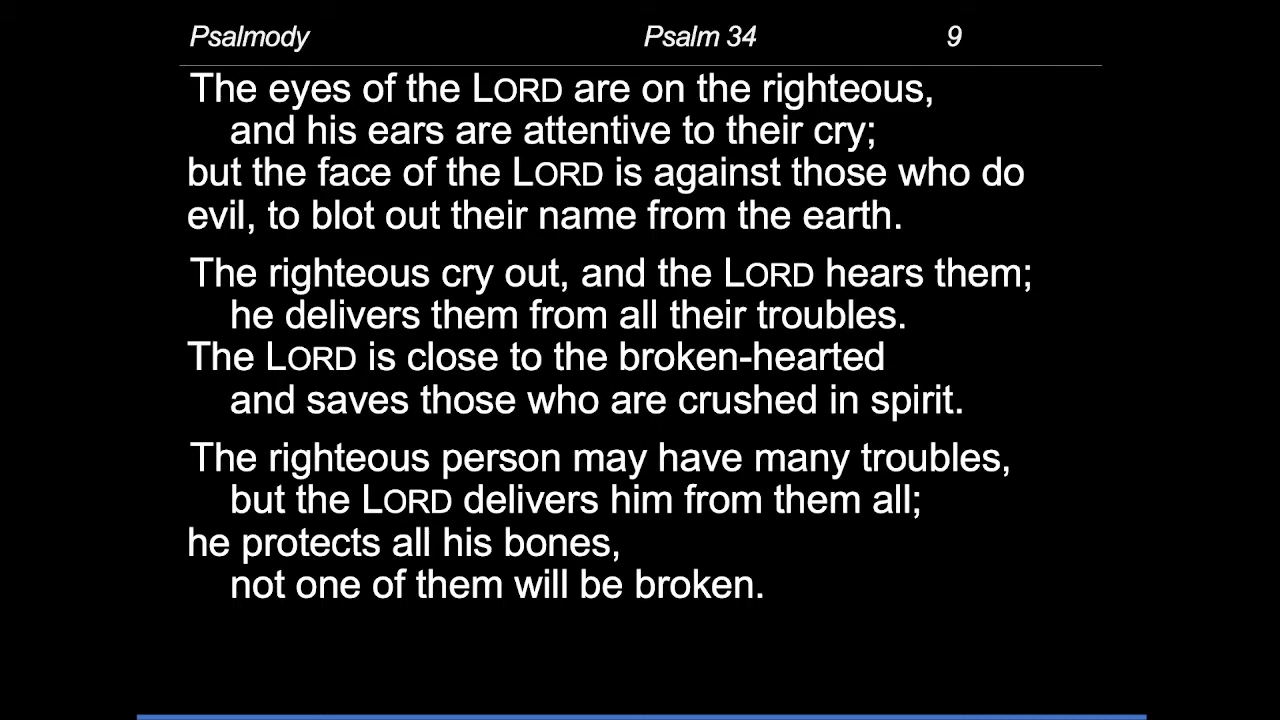 Psalmody Psalm 34 9
The eyes of the LORD are on the righteous,
and his ears are attentive to their cry;
but the face of the LORD is against those who do
evil, to blot out their name from the earth.
The righteous cry out, and the LORD hears them;
he delivers them from all their troubles.
The LORD is close to the broken-hearted
and saves those who are crushed in spirit.
The righteous person may have many troubles,
but the LORD delivers him from them all;
he protects all his bones,
not one of them will be broken.